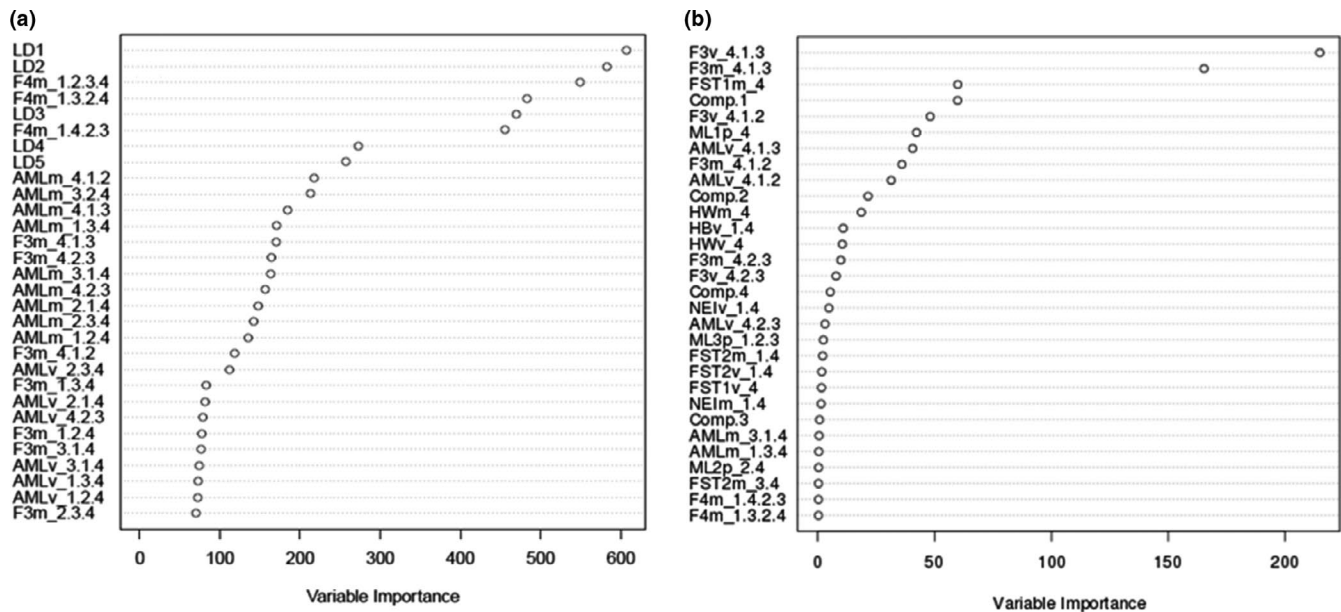 (a)
LD1
LD2
F4m_1.2.3.4
F4m_1.3.2.4
LD3
F4m_1.4.2.3
LD4
LD5
AMLm_4.1.2
AMLm_3.2.4
AMLm_4.1.3
AMLm_1.3.4
F3m_4.1.3
F3m_4.2.3
AMLm_3.1.4
AMLm_4.2.3
AMLm_2.1.4
AMLm_2.3.4
AMLm_1.2.4
F3m_4.1.2
AMLv_2.3.4
F3m_1.3.4
AMLv_2.1.4
AMLv_4.2.3
F3m_1.2.4
F3m_3.1.4
AMLv_3.1.4
AMLv_1.3.4
AMLv_1.2.4
F3m_2.3.4
0 100 200 300 400 500 600
Variable Importance
(b)
F3v_4.1.3
F3m_4.1.3
FST1m_4
Comp.1
F3v_4.1.2
ML1p_4
AMLv_4.1.3
F3m_4.1.2
AMLv_4.1.2
Comp.2
HWm_4
HBv_1.4
HWv_4
F3m_4.2.3
F3v_4.2.3
Comp.4
NEIv_1.4
AMLv_4.2.3
ML3p_1.2.3
FST2m_1.4
FST2v_1.4
FST1v_4
NEIm_1.4
Comp.3
AMLm_3.1.4
AMLm_1.3.4
ML2p_2.4
FST2m_3.4
F4m_1.4.2.3
F4m_1.3.2.4
0 50 100 150 200
Variable Importance